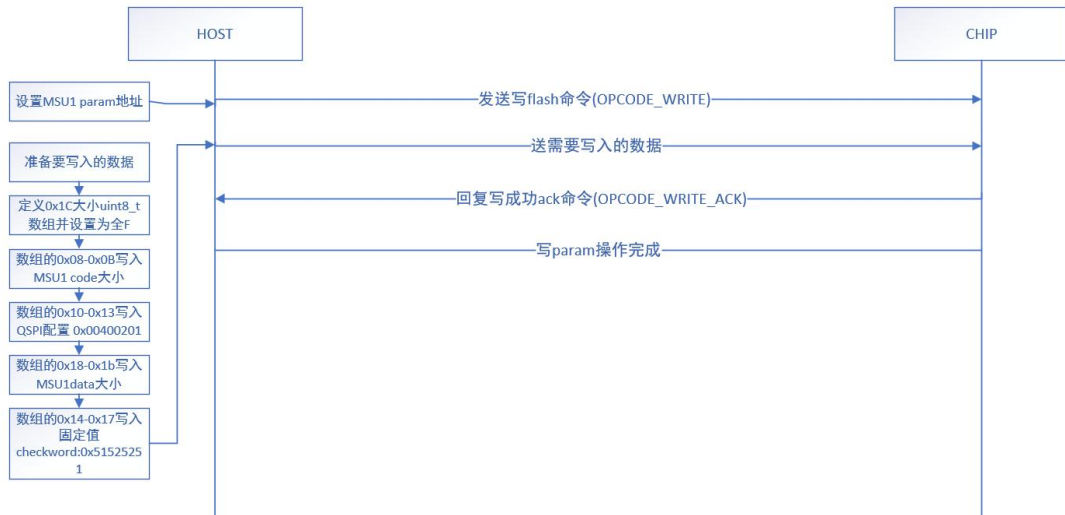 HOST
CHIP
设置MSU1 param地址
发送写flash命令(OPCODE_WRITE)
准备要写入的数据
送需要写入的数据
定义0x1C大小uint8_t
数组并设置为全F
回复写成功ack命令(OPCODE_WRITE_ACK)
数组的0x08-0x0B写入
MSU1 code大小
写param操作完成
数组的0x10-0x13写入
QSPI配置 0x00400201
数组的0x18-0x1b写入
MSU1data大小
数组的0x14-0x17写入
固定值
checkword:0x5152525
1